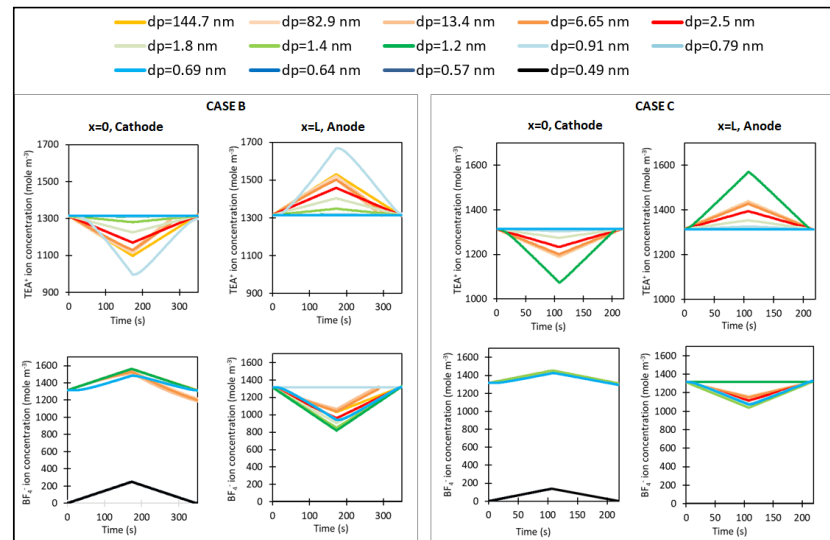 dp=144.7 nm dp=82.9 nm dp=13.4 nm dp=6.65 nm dp=2.5 nm
dp=1.8 nm dp=1.4 nm dp=1.2 nm dp=0.91 nm dp=0.79 nm
dp=0.69 nm dp=0.64 nm dp=0.57 nm dp=0.49 nm
CASE B
x=0, Cathode x=L, Anode
TEA⁺ ion concentration (mole m⁻³)
1700
1500
1300
1100
900
0 100 200 300
Time (s)
TEA⁺ ion concentration (mole m⁻³)
1700
1500
1300
1100
900
0 100 200 300
Time (s)
BF₄⁻ ion concentration (mole m⁻³)
1600
1400
1200
1000
800
600
400
200
0
0 100 200 300
Time (s)
BF₄⁻ ion concentration (mole m⁻³)
1600
1400
1200
1000
800
600
400
200
0
0 100 200 300
Time (s)
CASE C
x=0, Cathode x=L, Anode
TEA⁺ ion concentration (mole m⁻³)
1600
1400
1200
1000
0 50 100 150 200
Time (s)
TEA⁺ ion concentration (mole m⁻³)
1600
1400
1200
1000
0 50 100 150 200
Time (s)
BF₄⁻ ion concentration (mole m⁻³)
1600
1400
1200
1000
800
600
400
200
0
0 50 100 150 200
Time (s)
BF₄⁻ ion concentration (mole m⁻³)
1600
1400
1200
1000
800
600
400
200
0
0 50 100 150 200
Time (s)